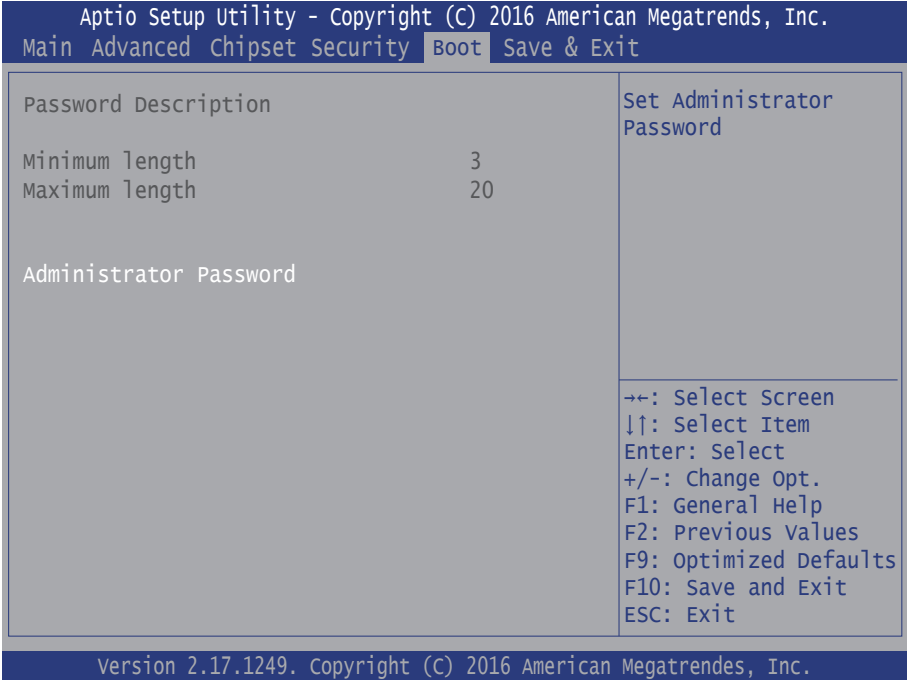 Aptio Setup Utility - Copyright (C) 2016 American Megatrends, Inc.
Main Advanced Chipset Security Boot Save & Exit
Password Description
Minimum length 3
Maximum length 20
Administrator Password
Set Administrator
Password
→←: Select Screen
↓↑: Select Item
Enter: Select
+/-: Change Opt.
F1: General Help
F2: Previous Values
F9: Optimized Defaults
F10: Save and Exit
ESC: Exit
Version 2.17.1249. Copyright (C) 2016 American Megatrendes, Inc.